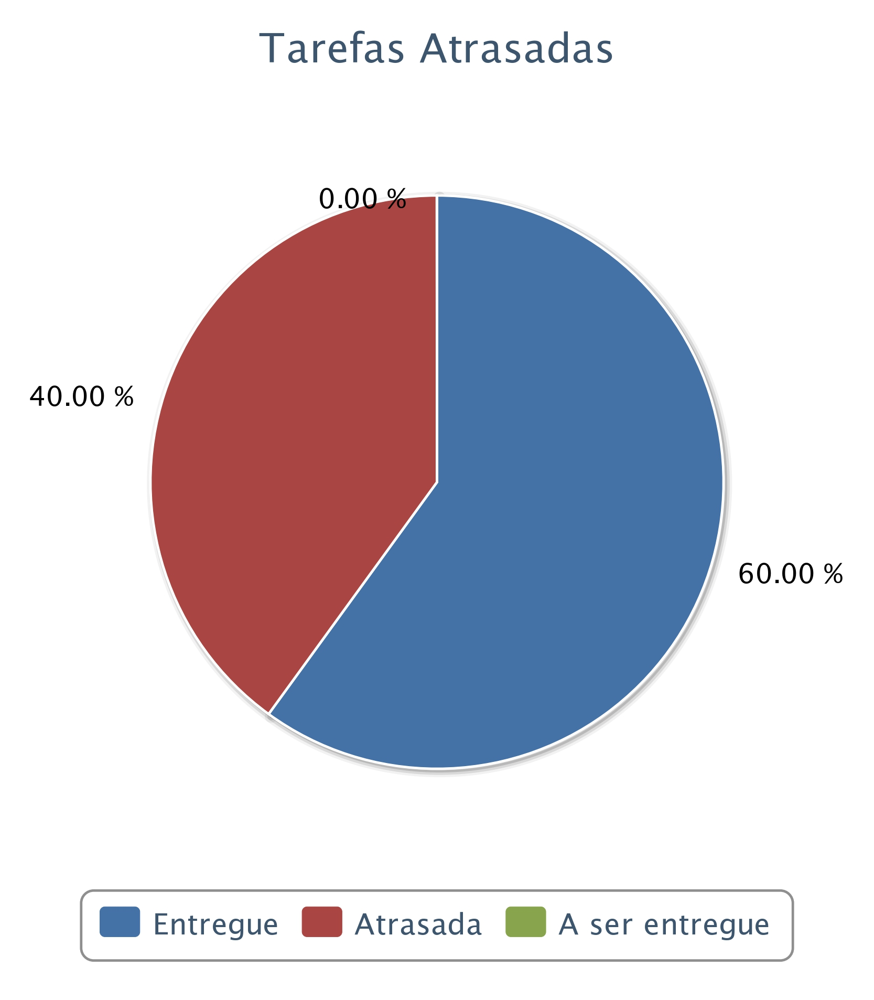 Tarefas Atrasadas
0.00 %
40.00 %
60.00 %
Entregue
Atrasada
A ser entregue